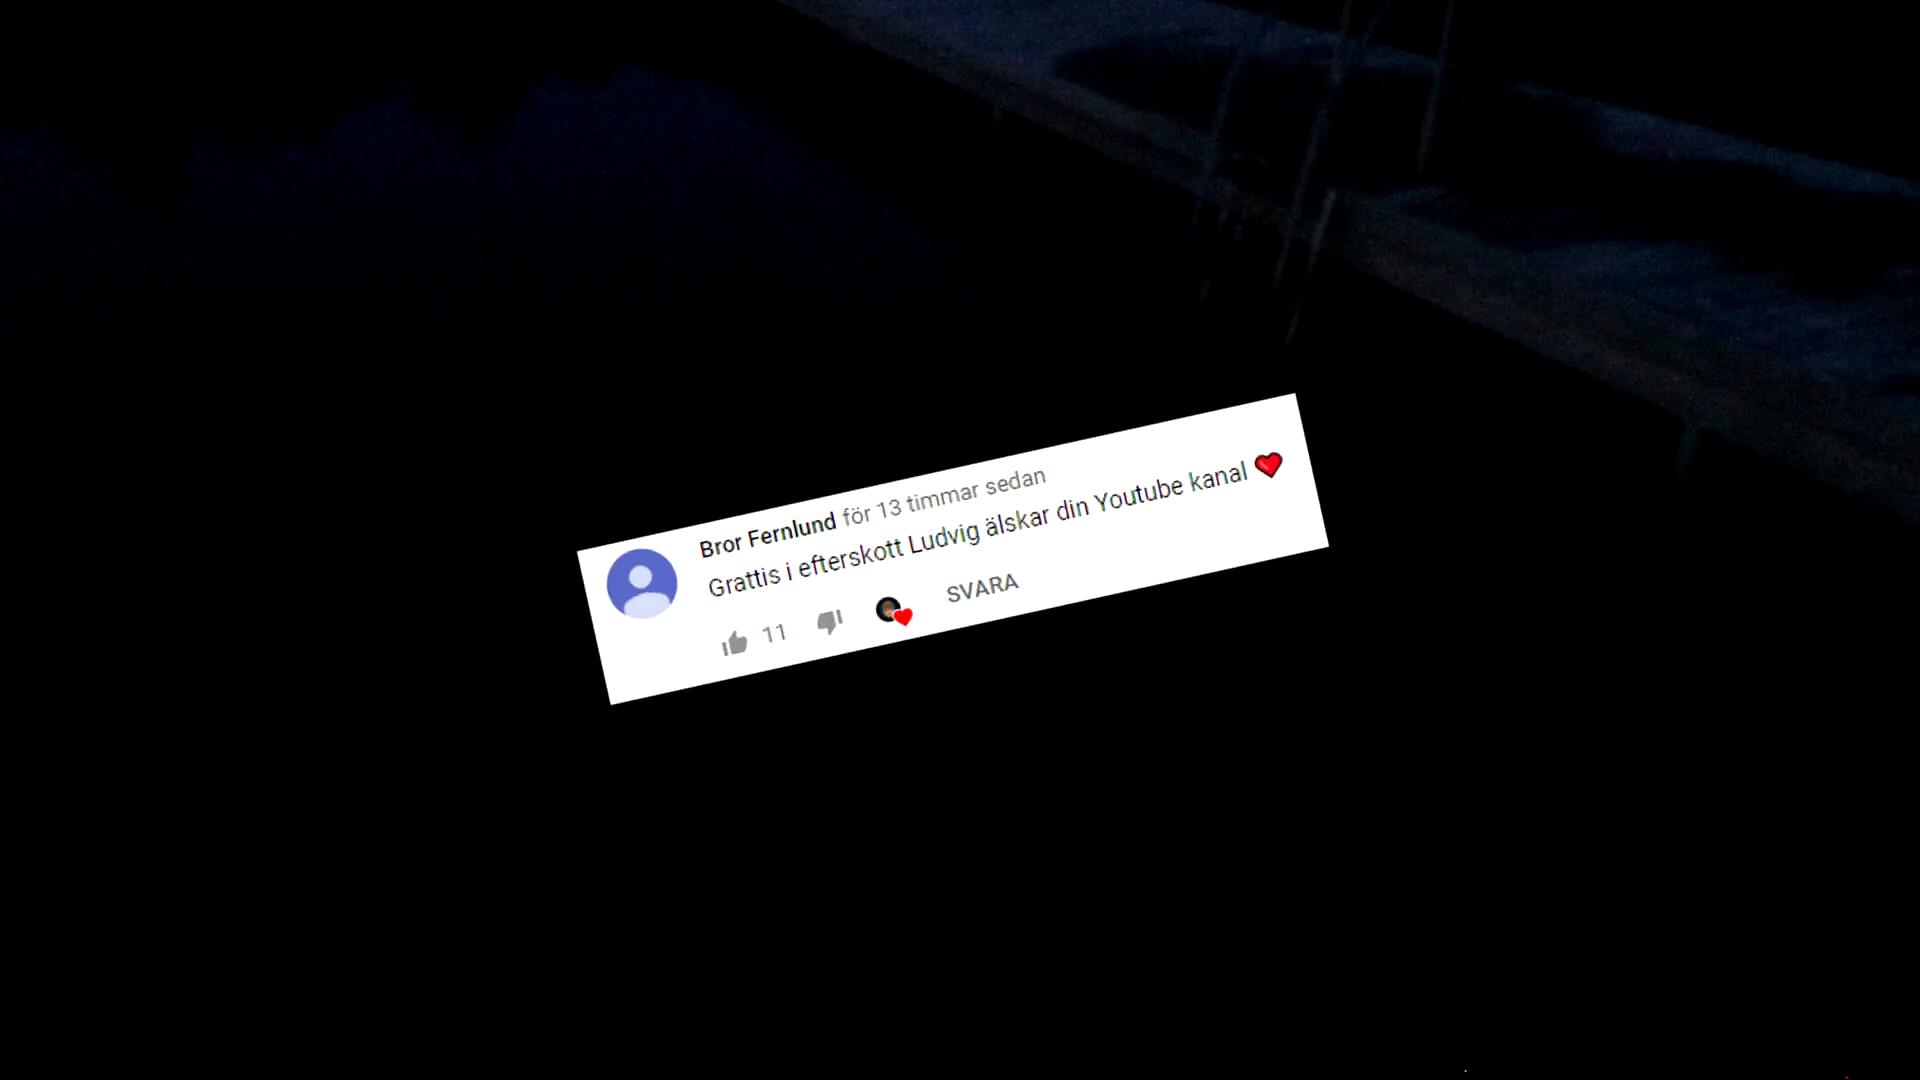 Bror Fernlund för 13 timmar sedan
Grattis i efterskott Ludvig älskar din Youtube kanal ❤
11 SVARA